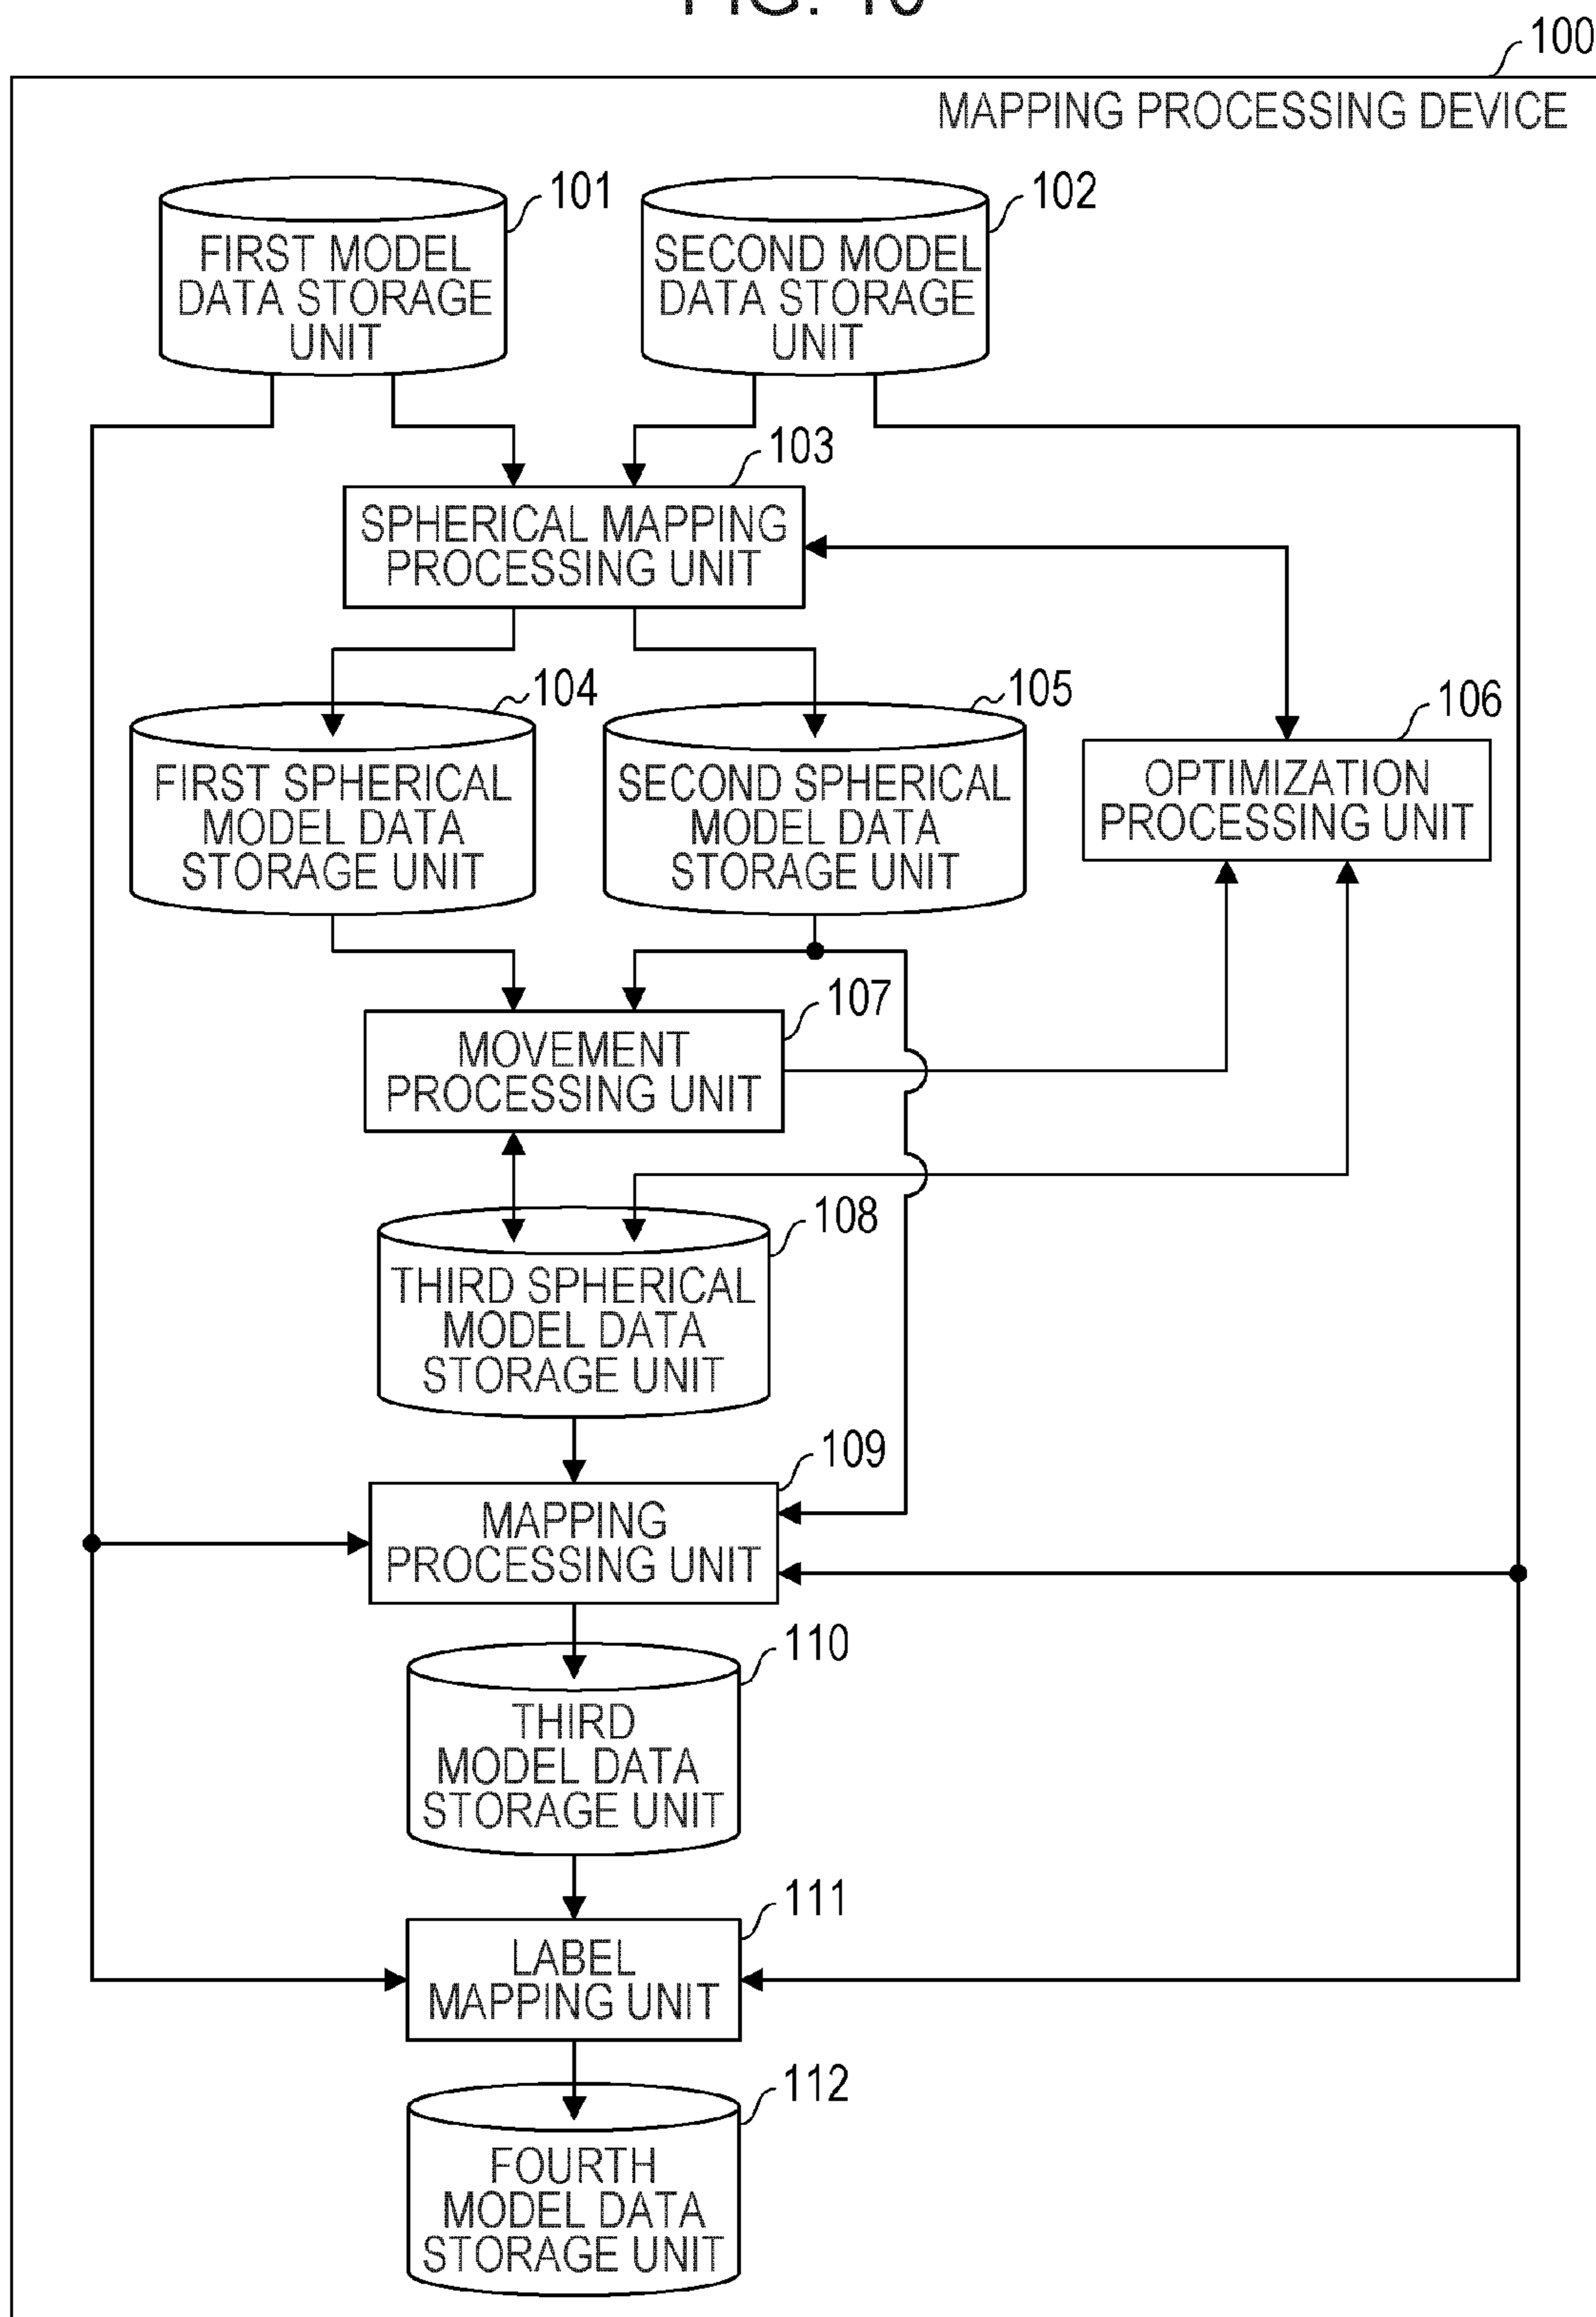 100
MAPPING PROCESSING DEVICE
101
102
FIRST MODEL
DATA STORAGE
UNIT
SECOND MODEL
DATA STORAGE
UNIT
103
SPHERICAL MAPPING
PROCESSING UNIT
104
105
106
FIRST SPHERICAL
MODEL DATA
STORAGE UNIT
SECOND SPHERICAL
MODEL DATA
STORAGE UNIT
OPTIMIZATION
PROCESSING UNIT
107
MOVEMENT
PROCESSING UNIT
108
THIRD SPHERICAL
MODEL DATA
STORAGE UNIT
109
MAPPING
PROCESSING UNIT
110
THIRD
MODEL DATA
STORAGE UNIT
111
LABEL
MAPPING UNIT
112
FOURTH
MODEL DATA
STORAGE UNIT